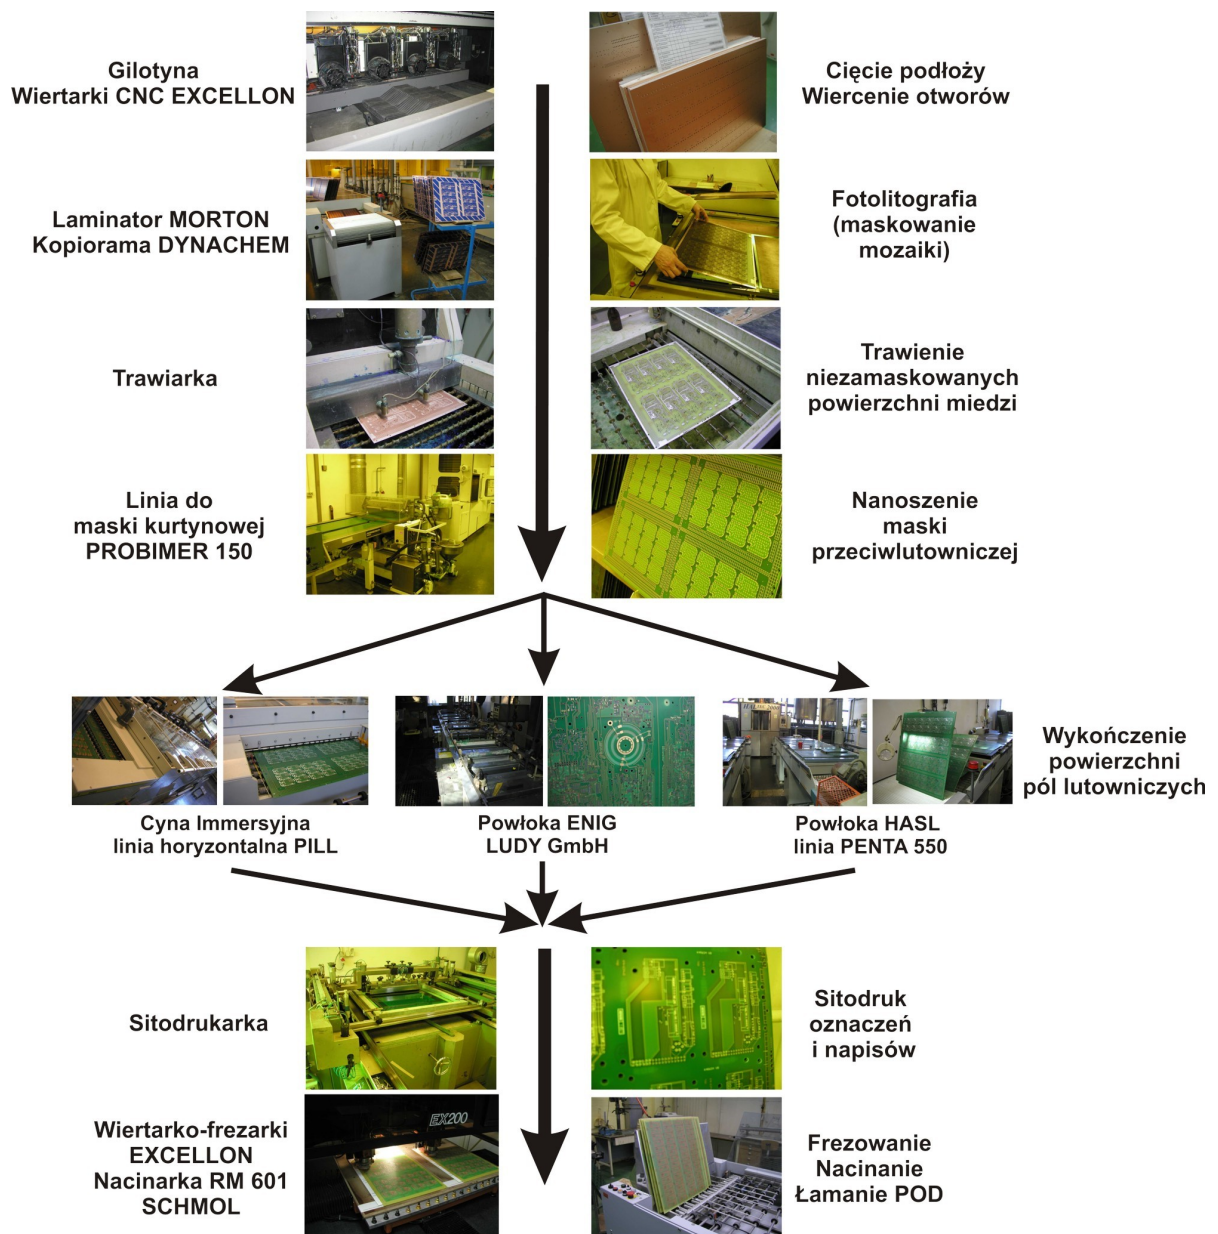 Gilotyna
Wiertarki CNC EXCELLON
Cięcie podłoży
Wiercenie otworów
Laminator MORTON
Kopiorama DYNACHEM
Fotolitografia
(maskowanie
mozaiki)
Trawiarka
Trawienie
niezamaskowanych
powierzchni miedzi
Linia do
maski kurtynowej
PROBIMER 150
Nanoszenie
maski
przeciwlutowniczej
Wykończenie
powierzchni
pól lutowniczych
Cyna Immersyjna
linia horyzontalna PILL
Powłoka ENIG
LUDY GmbH
Powłoka HASL
linia PENTA 550
Sitodrukarka
Sitodruk
oznaczeń
i napisów
EX200
Wiertarko-frezarki
EXCELLON
Nacinarka RM 601
SCHMOL
Frezowanie
Nacinanie
Łamanie POD